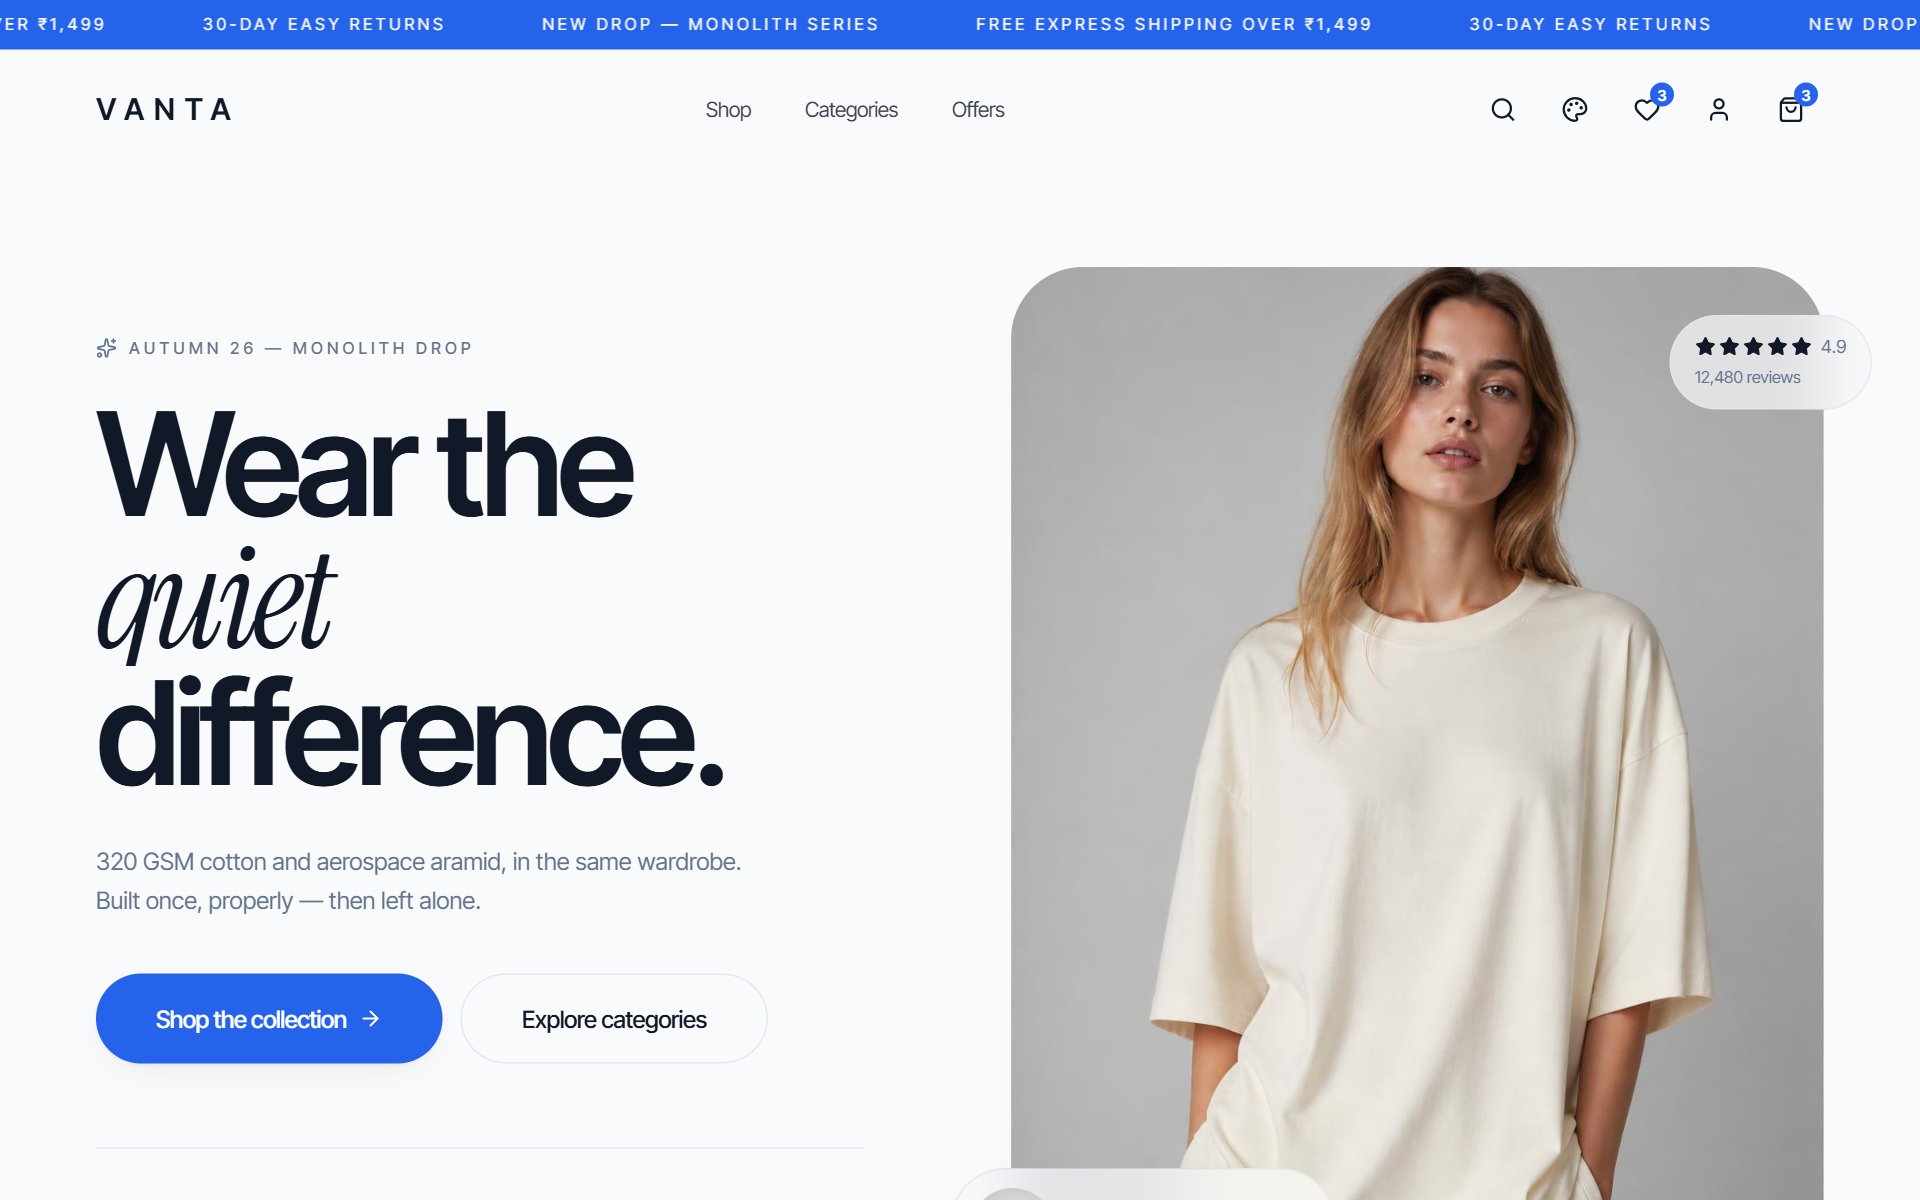 ER ₹1,499 30-DAY EASY RETURNS NEW DROP — MONOLITH SERIES FREE EXPRESS SHIPPING OVER ₹1,499 30-DAY EASY RETURNS NEW DROP
VANTA Shop Categories Offers 3 3
AUTUMN 26 — MONOLITH DROP
4.9
12,480 reviews
Wear the
quiet
difference.
320 GSM cotton and aerospace aramid, in the same wardrobe.
Built once, properly — then left alone.
Shop the collection → Explore categories